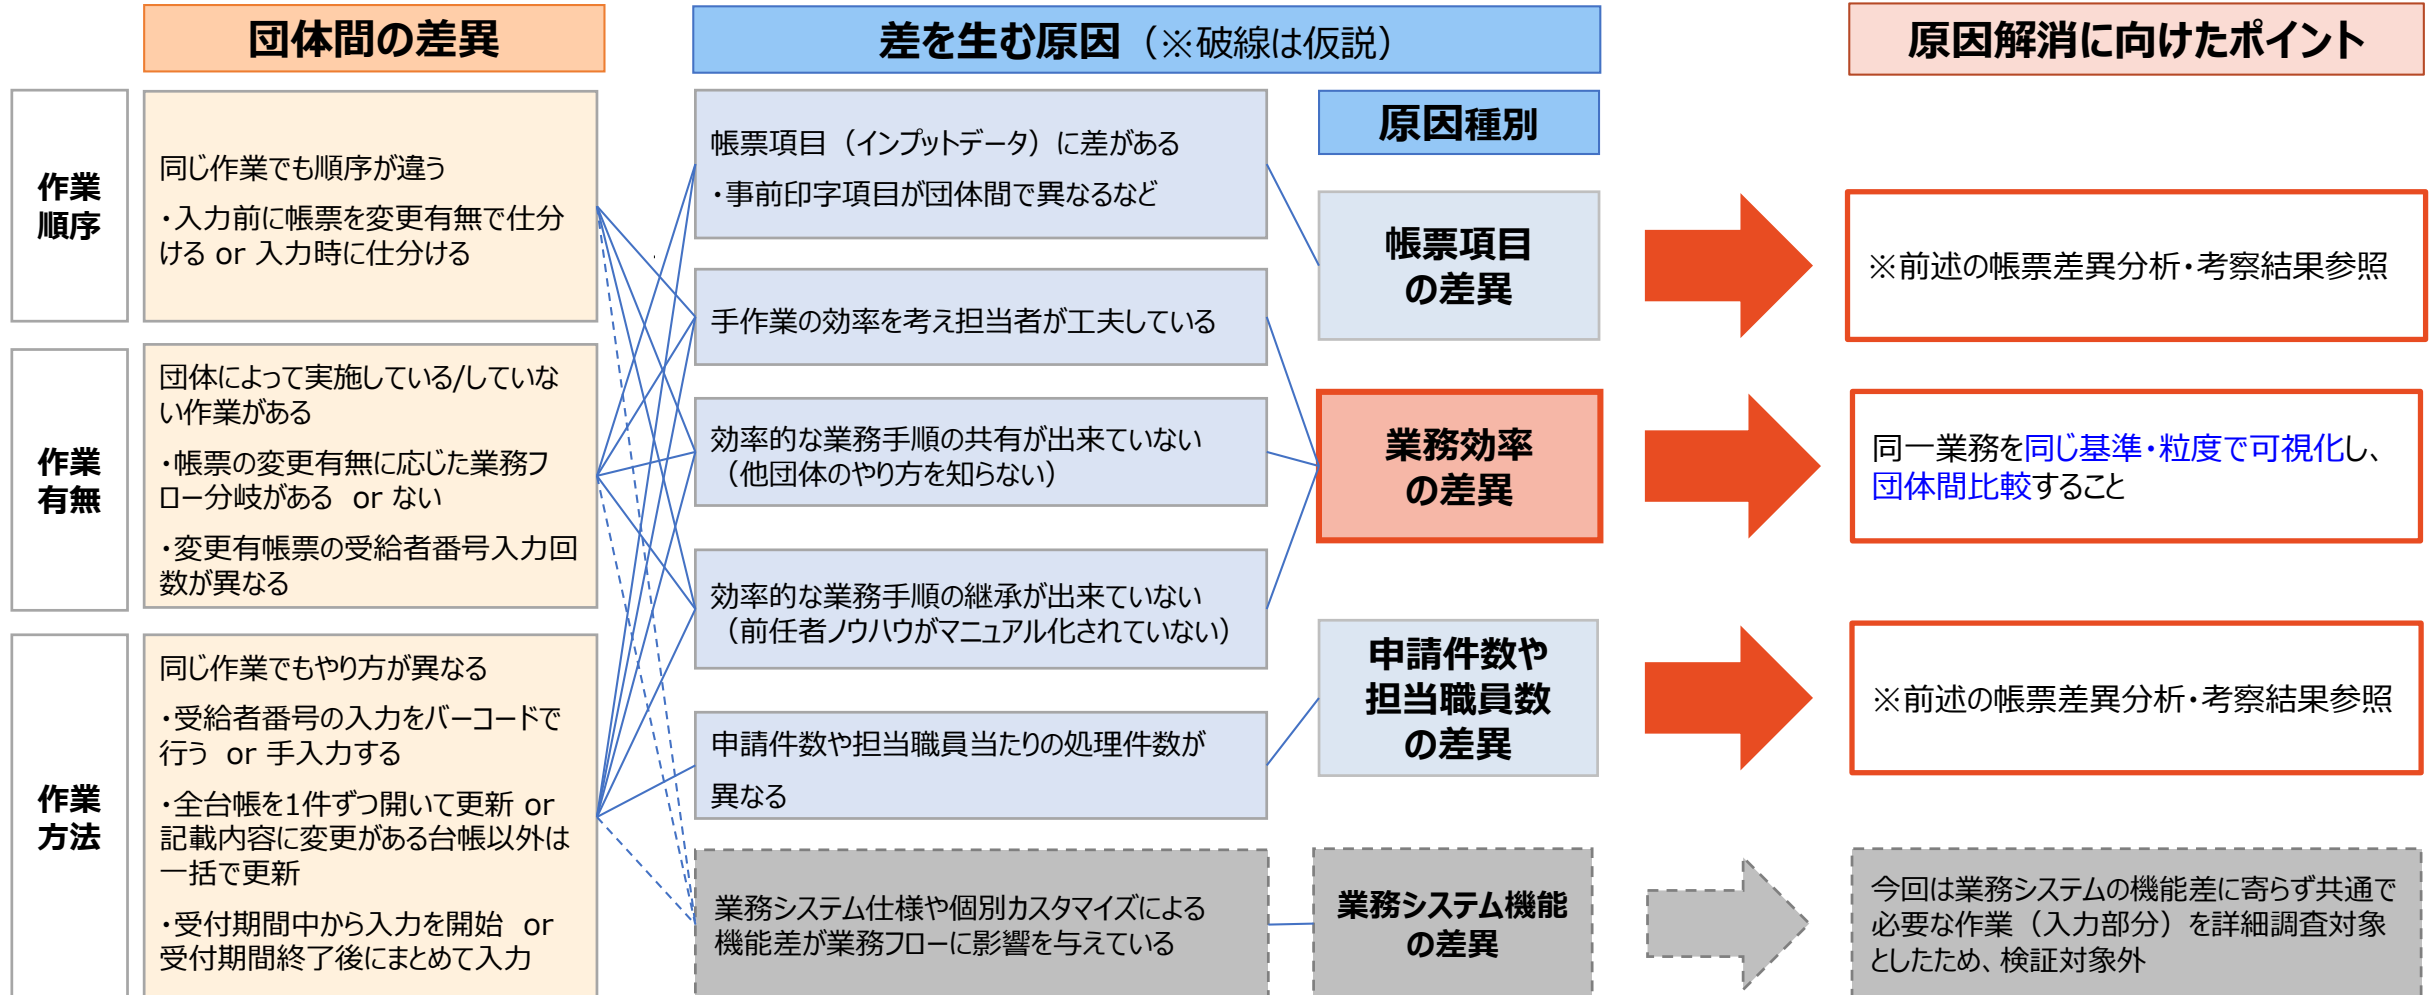 団体間の差異
差を生む原因（※破線は仮説）
原因解消に向けたポイント
作業
順序
同じ作業でも順序が違う
・入力前に帳票を変更有無で仕分
ける or 入力時に仕分ける
作業
有無
団体によって実施している/していな
い作業がある
・帳票の変更有無に応じた業務フ
ロー分岐がある or ない
・変更有帳票の受給者番号入力回
数が異なる
作業
方法
同じ作業でもやり方が異なる
・受給者番号の入力をバーコードで
行う or 手入力する
・全台帳を1件ずつ開いて更新 or
記載内容に変更がある台帳以外は
一括で更新
・受付期間中から入力を開始 or
受付期間終了後にまとめて入力
帳票項目（インプットデータ）に差がある
・事前印字項目が団体間で異なるなど
手作業の効率を考え担当者が工夫している
効率的な業務手順の共有が出来ていない
（他団体のやり方を知らない）
効率的な業務手順の継承が出来ていない
（前任者ノウハウがマニュアル化されていない）
申請件数や担当職員当たりの処理件数が
異なる
業務システム仕様や個別カスタマイズによる
機能差が業務フローに影響を与えている
原因種別
帳票項目
の差異
業務効率
の差異
申請件数や
担当職員数
の差異
業務システム機能
の差異
※前述の帳票差異分析・考察結果参照
同一業務を同じ基準・粒度で可視化し、
団体間比較すること
※前述の帳票差異分析・考察結果参照
今回は業務システムの機能差に寄らず共通で
必要な作業（入力部分）を詳細調査対象
としたため、検証対象外